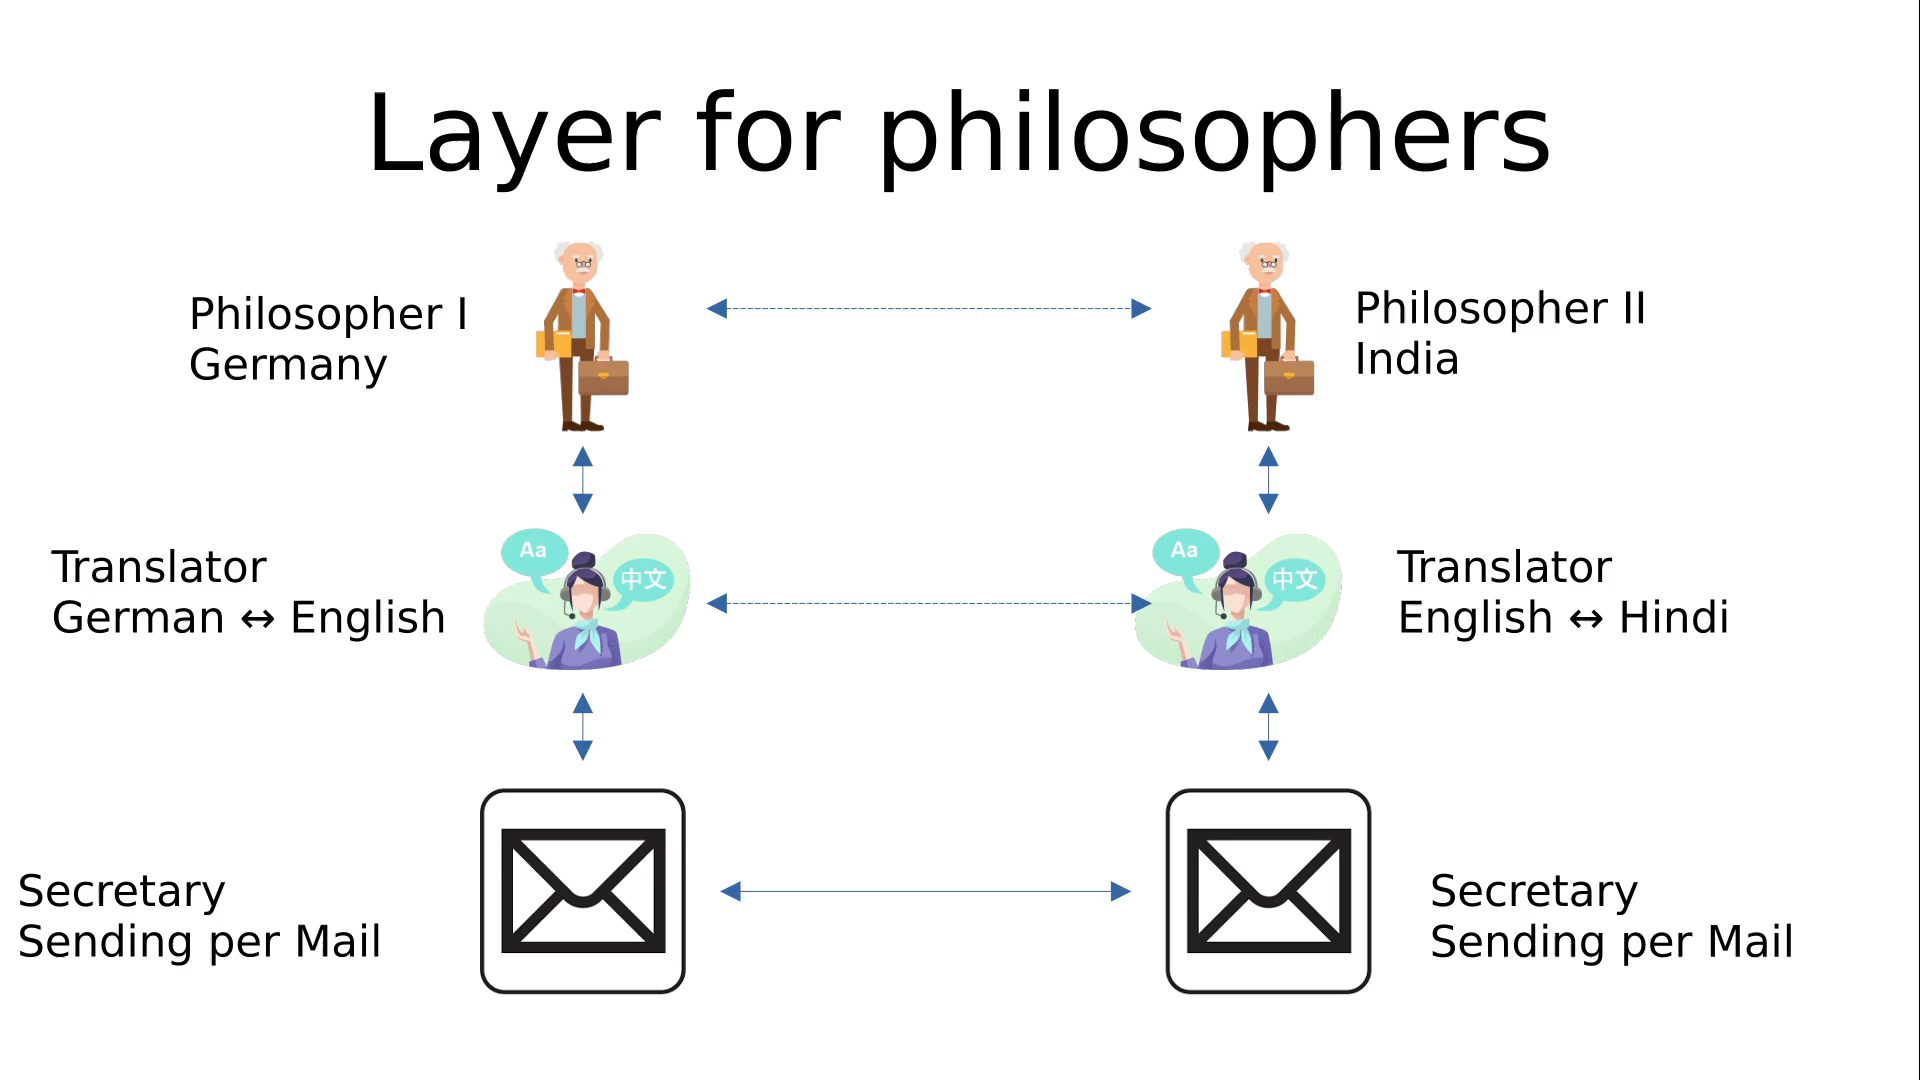 Layer for philosophers
Philosopher I
Germany
Philosopher II
India
Translator
German ↔ English
Aa
中文
Aa
中文
Translator
English ↔ Hindi
Secretary
Sending per Mail
Secretary
Sending per Mail